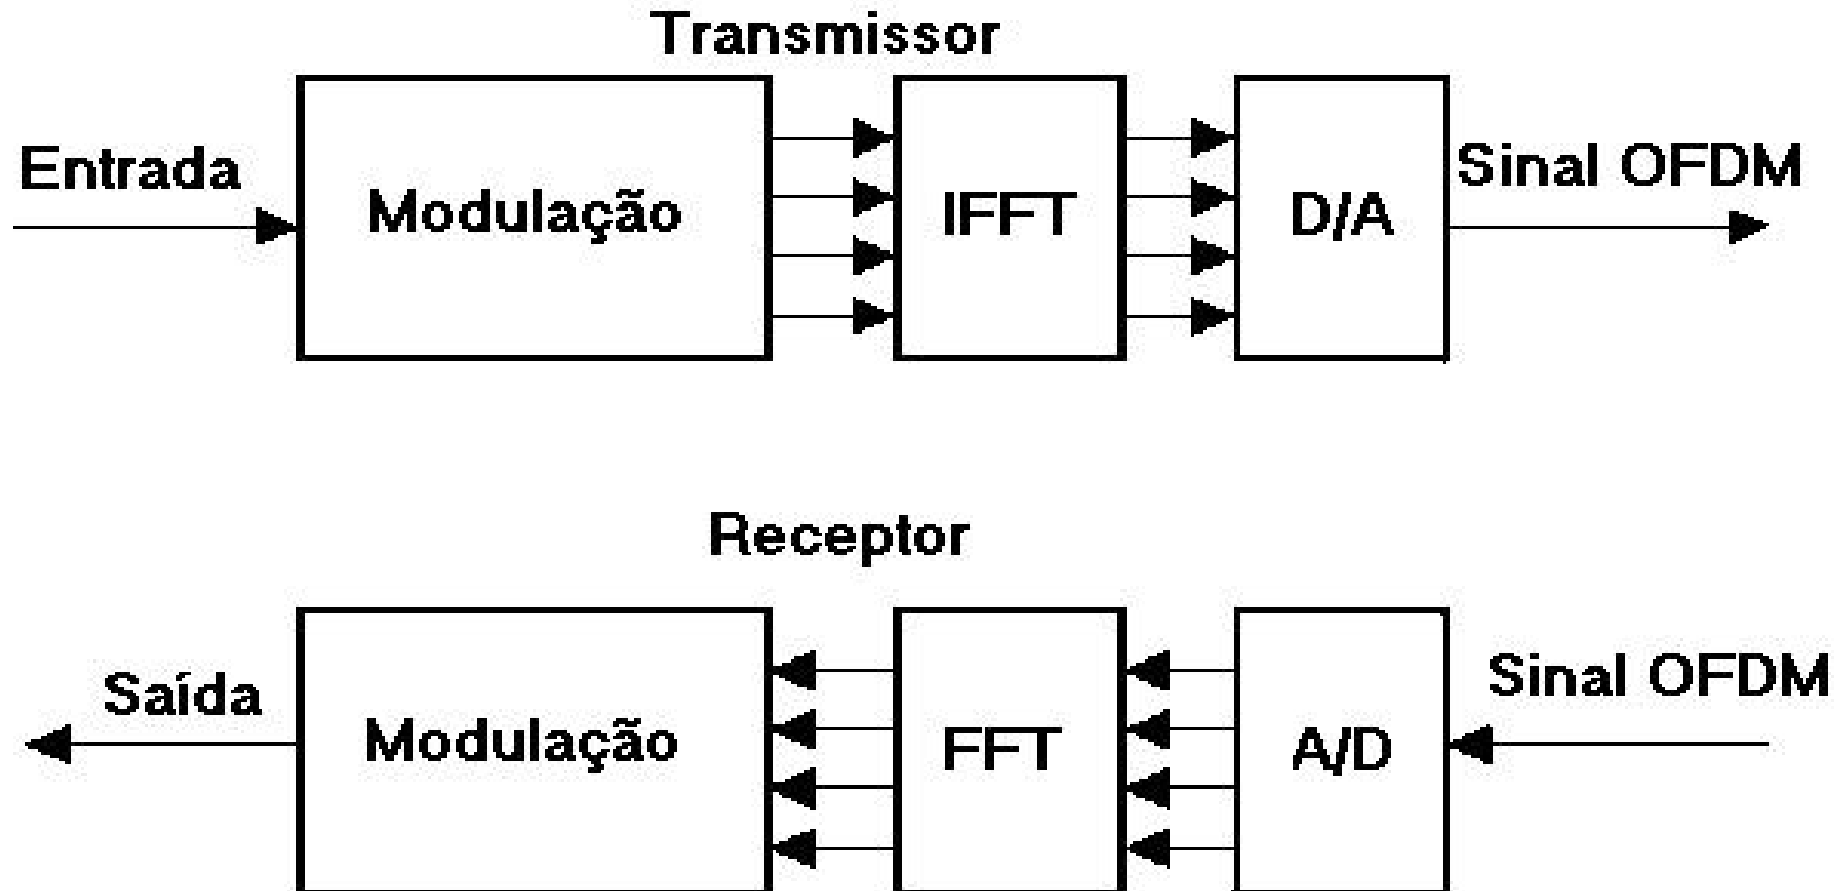 Transmissor
Entrada
Modulação
IFFT
D/A
Sinal OFDM
Receptor
Saída
Modulação
FFT
A/D
Sinal OFDM